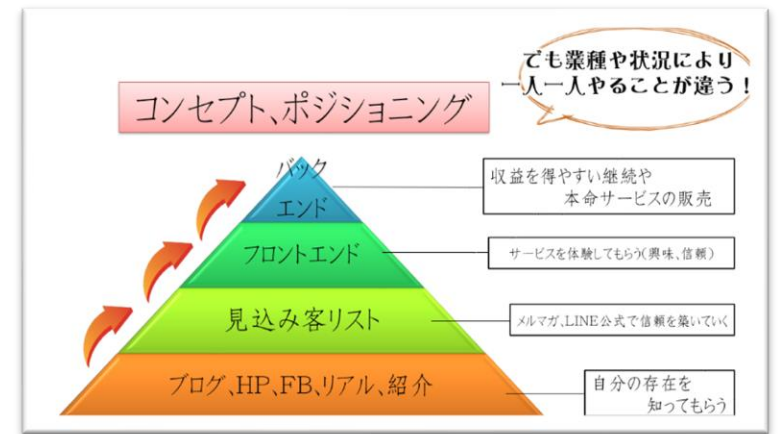 でも業種や状況により
一人一人やることが違う!
コンセプト、ポジショニング
バック
エンド
収益を得やすい継続や
本命サービスの販売
フロントエンド
サービスを体験してもらう(興味、信頼)
見込み客リスト
メルマガ、LINE公式で信頼を築いていく
ブログ、HP、FB、リアル、紹介
自分の存在を
知ってもらう